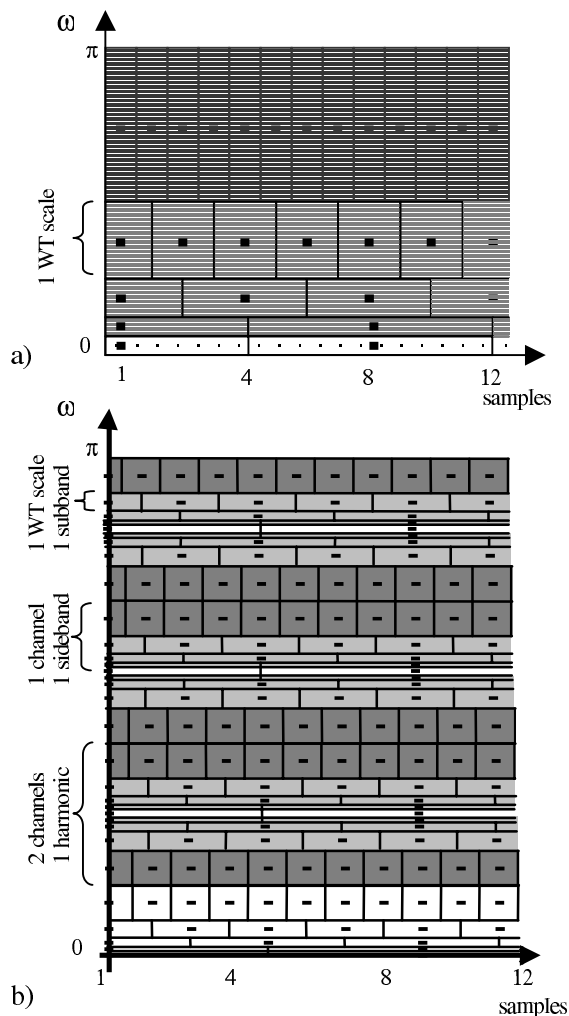 ω
π
1 WT scale
0
a)
1
4
8
12
samples
ω
π
1 WT scale
1 subband
1 channel
1 sideband
2 channels
1 harmonic
0
1
4
8
12
b)
samples